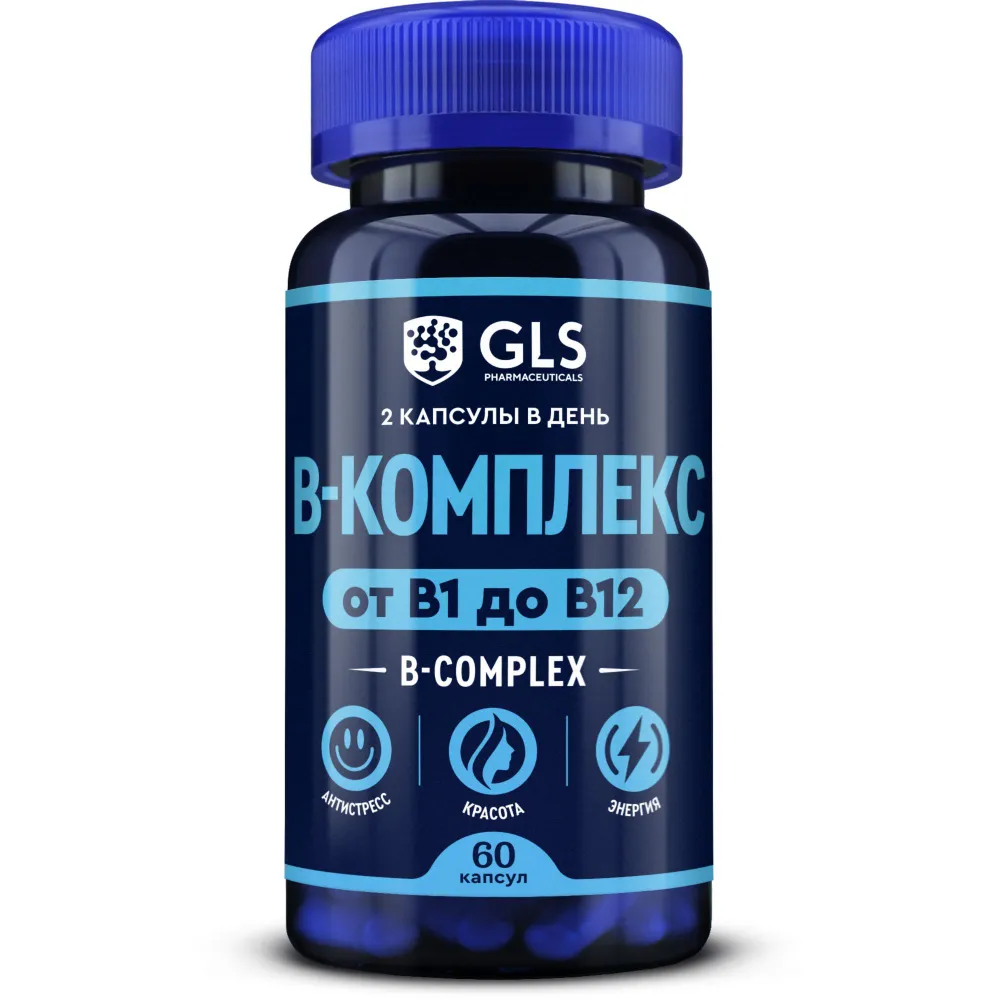 GLS
PHARMACEUTICALS
2 КАПСУЛЫ В ДЕНЬ
В-КОМПЛЕКС
от В1 до В12
B-COMPLEX
АНТИСТРЕСС
КРАСОТА
ЭНЕРГИЯ
60
капсул